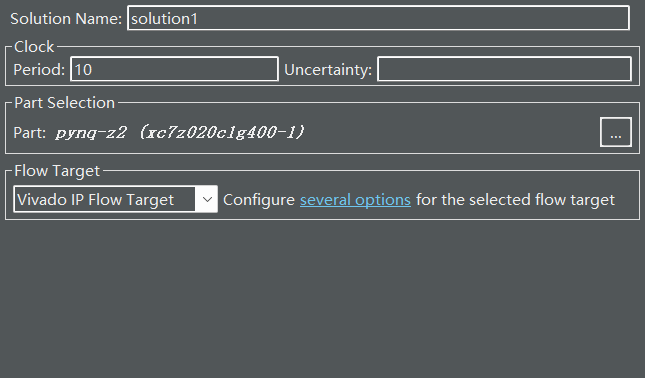 Solution Name: solution1
Clock
Period: 10 Uncertainty:
Part Selection
Part: pynq-z2 (xc7z020clg400-1) ...
Flow Target
Vivado IP Flow Target Configure several options for the selected flow target